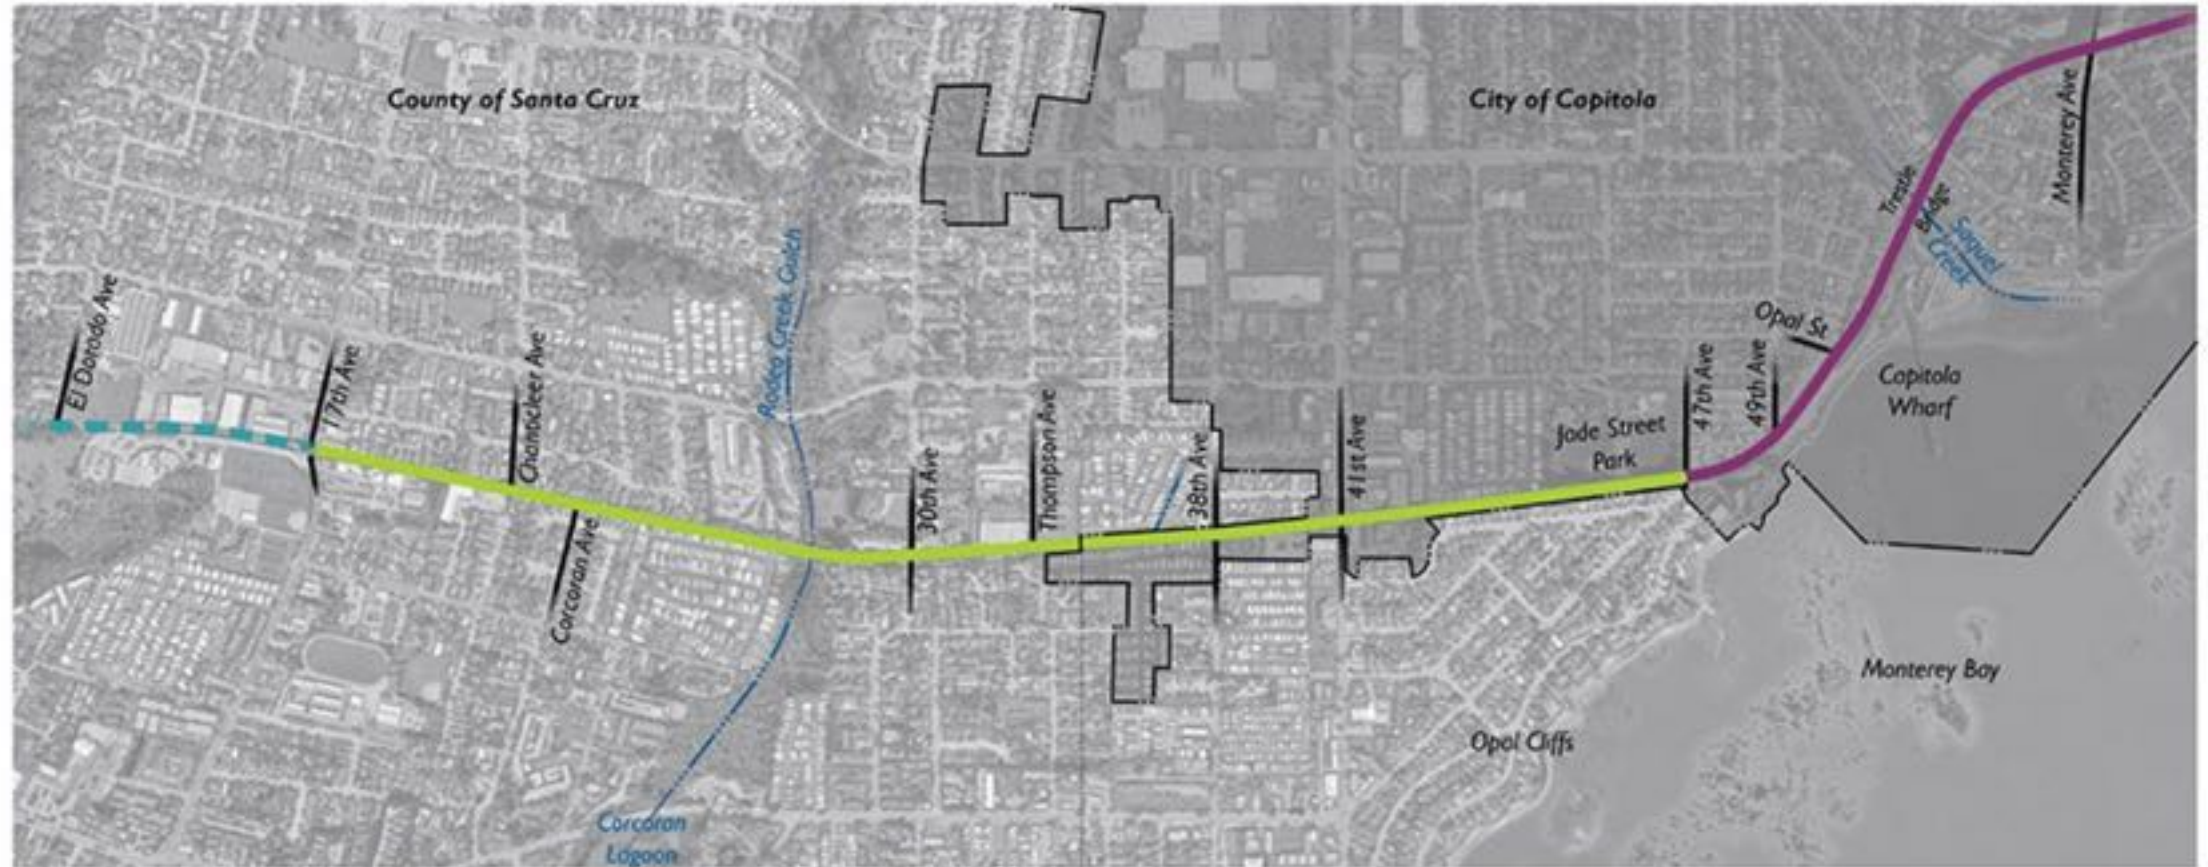 County of Santa Cruz
City of Capitola
Monterey Ave
Trestle
Bridge
Soquel
Creek
Rodeo Creek Gulch
El Dorado Ave
17th Ave
Chanticleer Ave
Opal St
47th Ave
49th Ave
Capitola
Wharf
Jade Street
Park
Thompson Ave
41st Ave
38th Ave
30th Ave
Corcoran Ave
Monterey Bay
Opal Cliffs
Corcoran
Lagoon